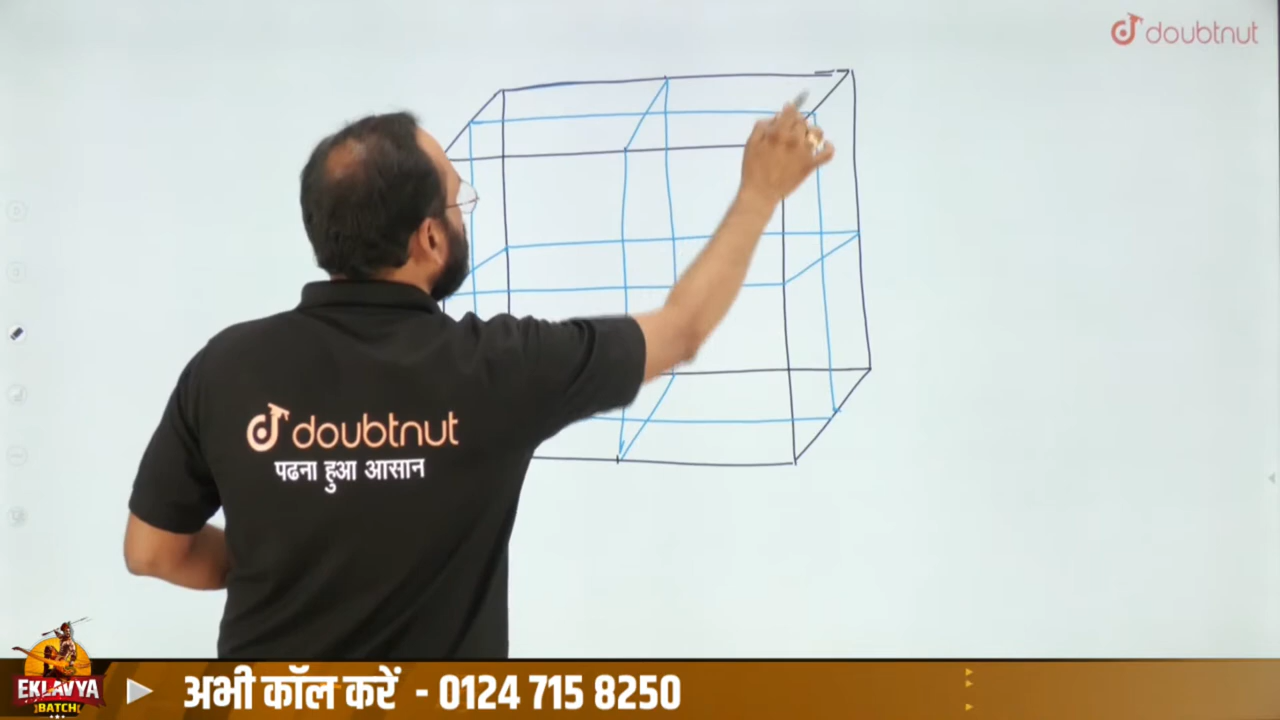 doubtnut
doubtnut
पढना हुआ आसान
EKLAVYA
BATCH
अभी कॉल करें - 0124 715 8250